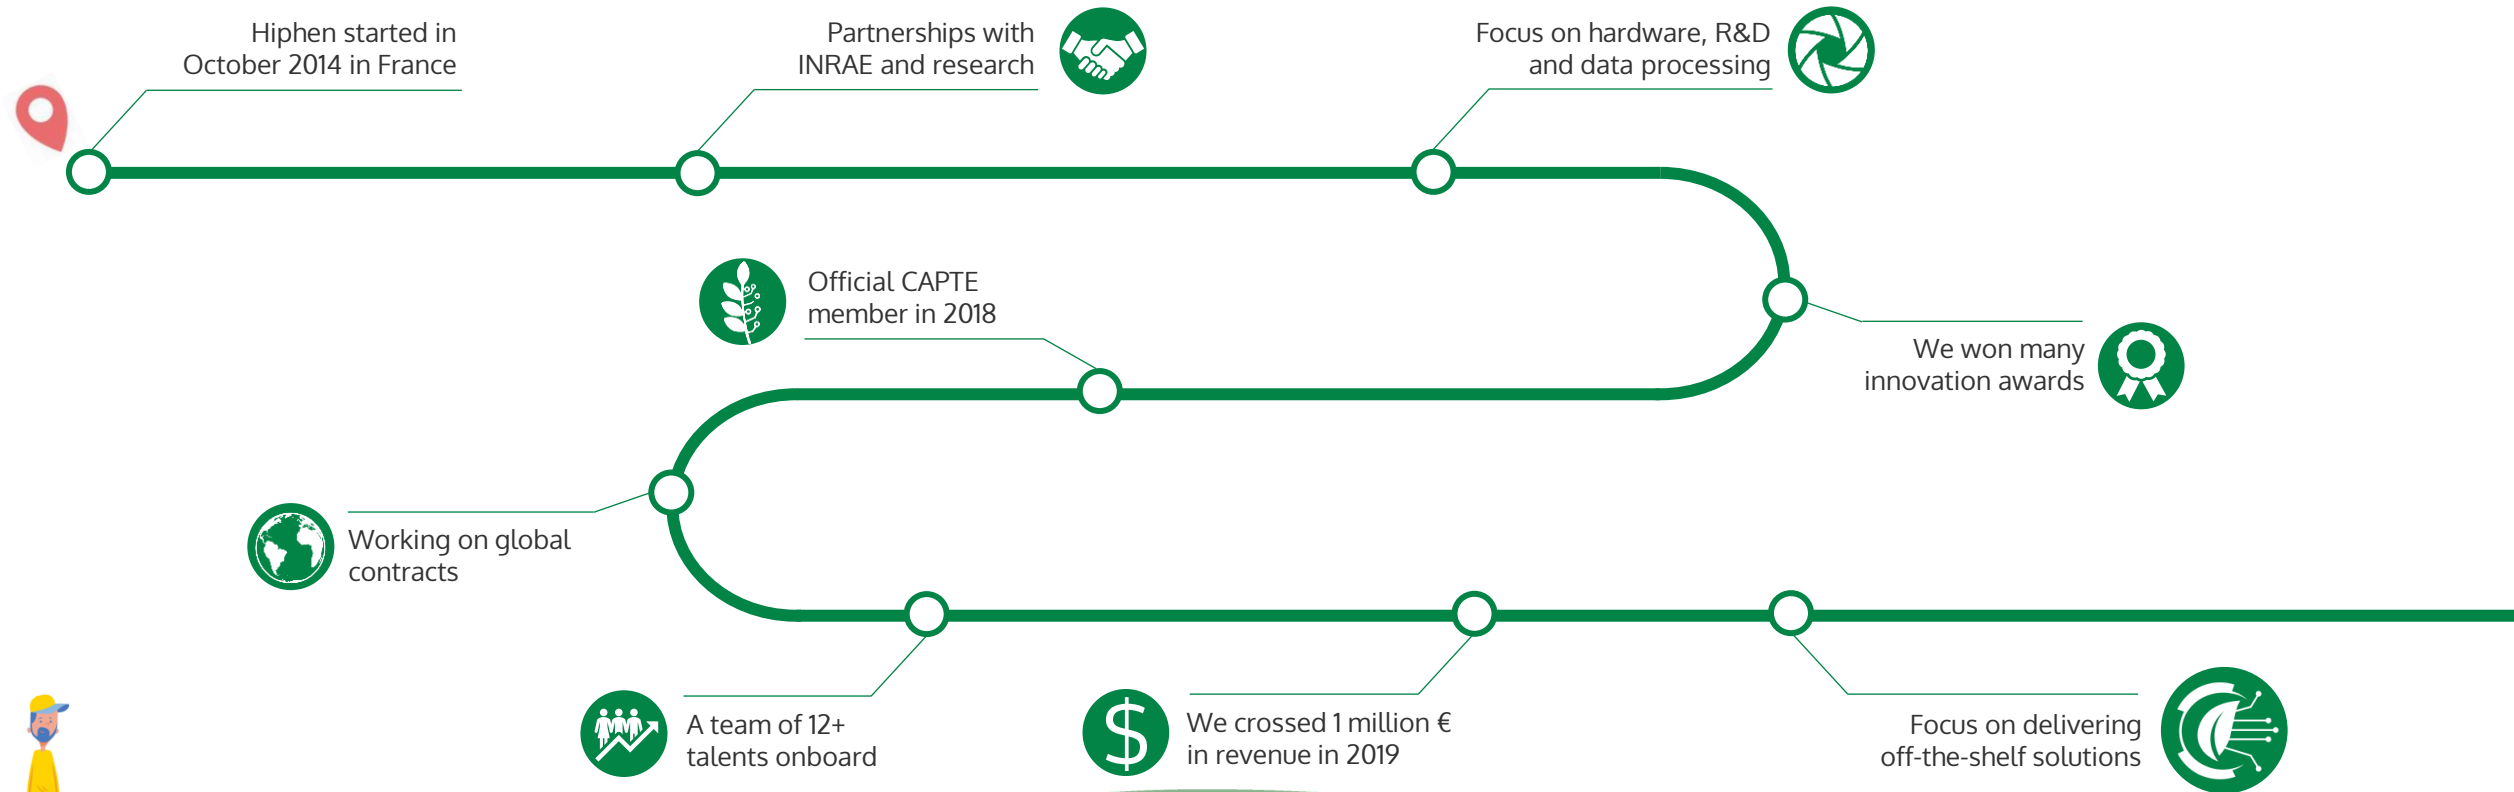 Hiphen started in
October 2014 in France
Partnerships with
INRAE and research
Focus on hardware, R&D
and data processing
We won many
innovation awards
Official CAPTE
member in 2018
Working on global
contracts
A team of 12+
talents onboard
We crossed 1 million €
in revenue in 2019
Focus on delivering
off-the-shelf solutions